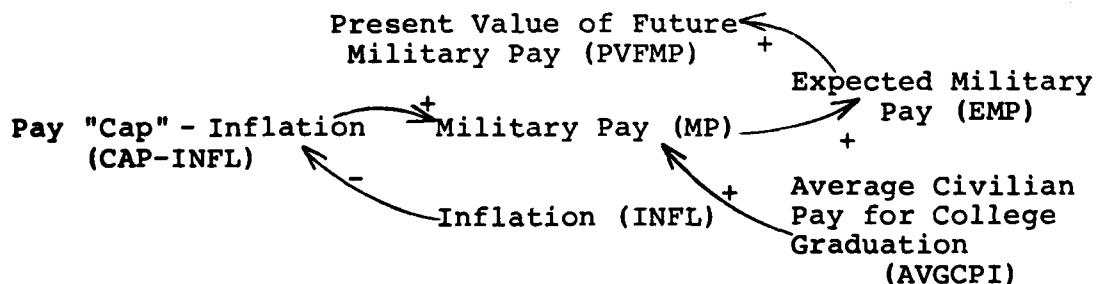 Present Value of Future
Military Pay (PVFMP)
+
Expected Military
Pay (EMP)
+
Pay "Cap" - Inflation
(CAP-INFL)
+
Military Pay (MP)
+
-
Inflation (INFL)
+
Average Civilian
Pay for College
Graduation
(AVGCPI)